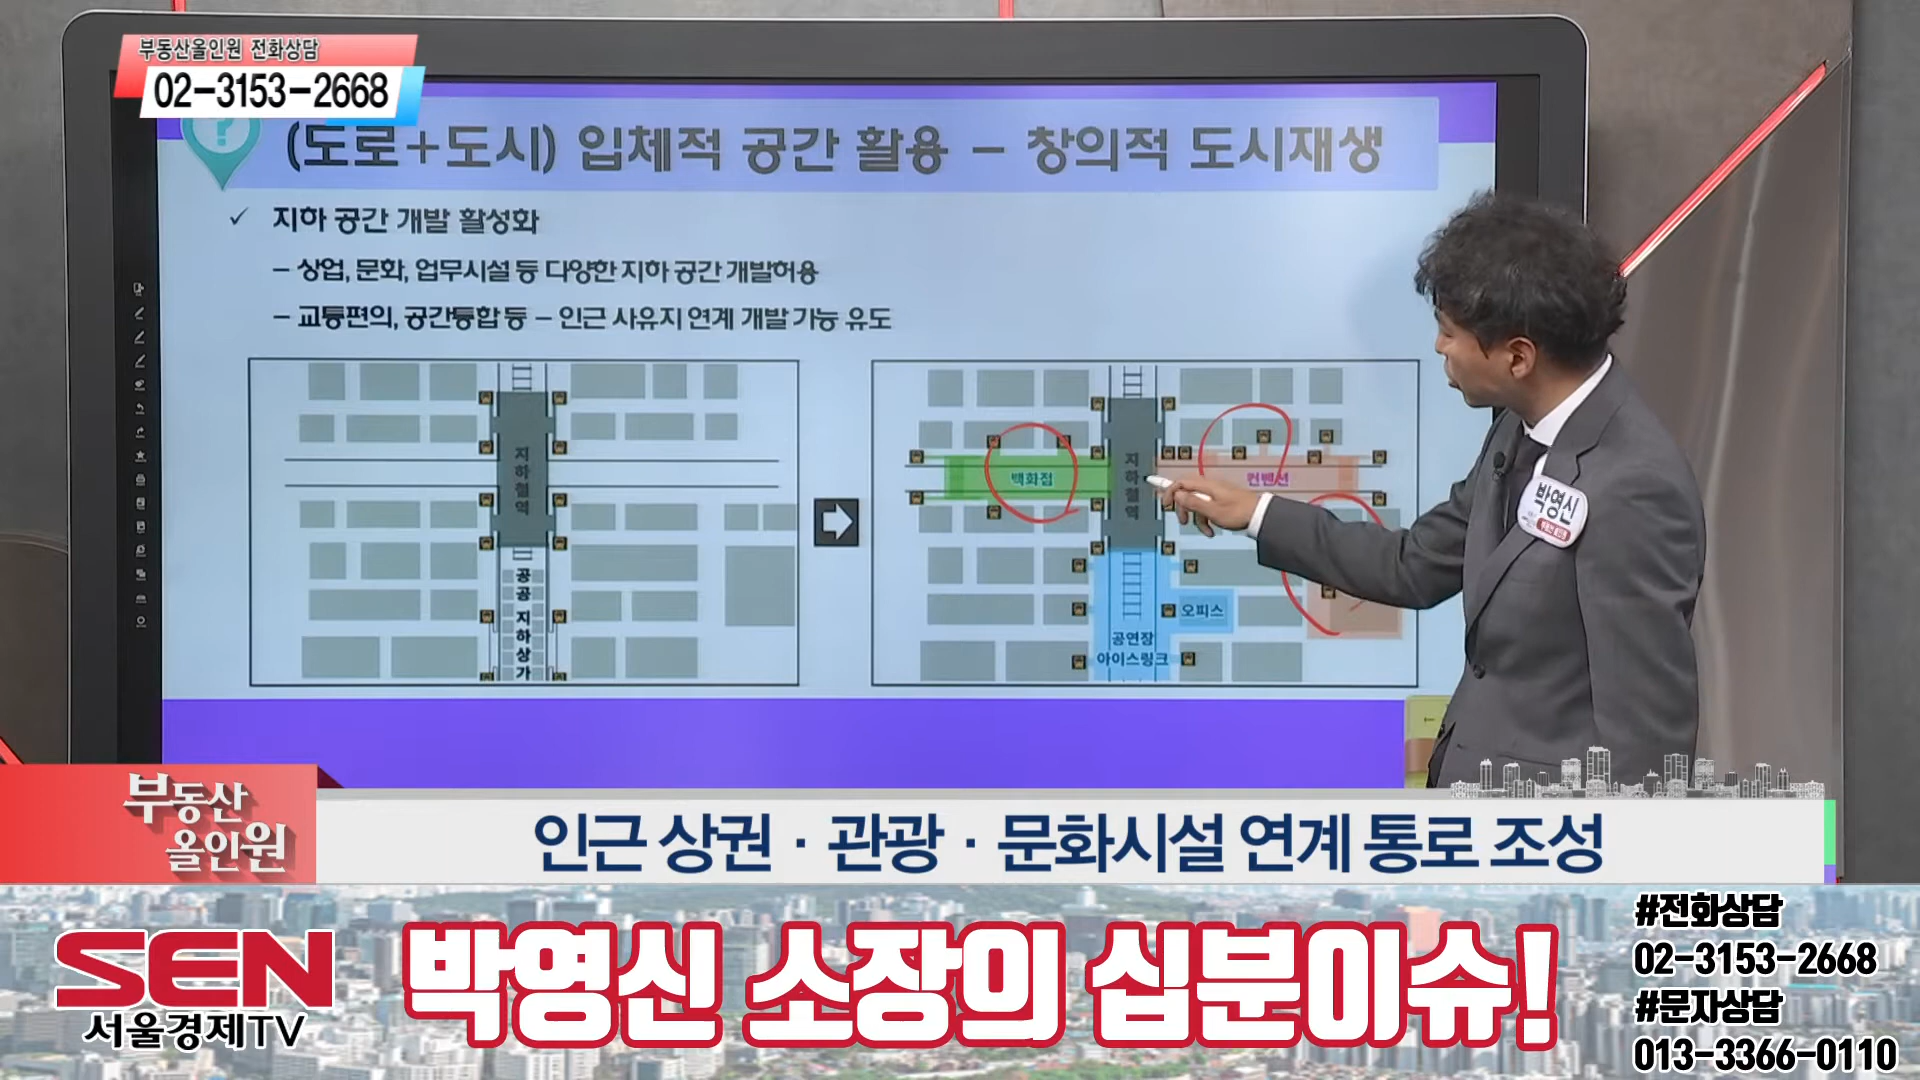 부동산올인원 전화상담
02-3153-2668
(도로+도시) 입체적 공간 활용 - 창의적 도시재생
✓ 지하 공간 개발 활성화
- 상업, 문화, 업무시설 등 다양한 지하 공간 개발허용
- 교통편의, 공간통합 등 - 인근 사유지 연계 개발 가능 유도
지하철역
공공 지하상가
백화점
지하철역
컨벤션
오피스
공연장
아이스링크
박영신
부동산
올인원
인근 상권 · 관광 · 문화시설 연계 통로 조성
SEN
서울경제TV
박영신 소장의 십분이슈!
#전화상담
02-3153-2668
#문자상담
013-3366-0110